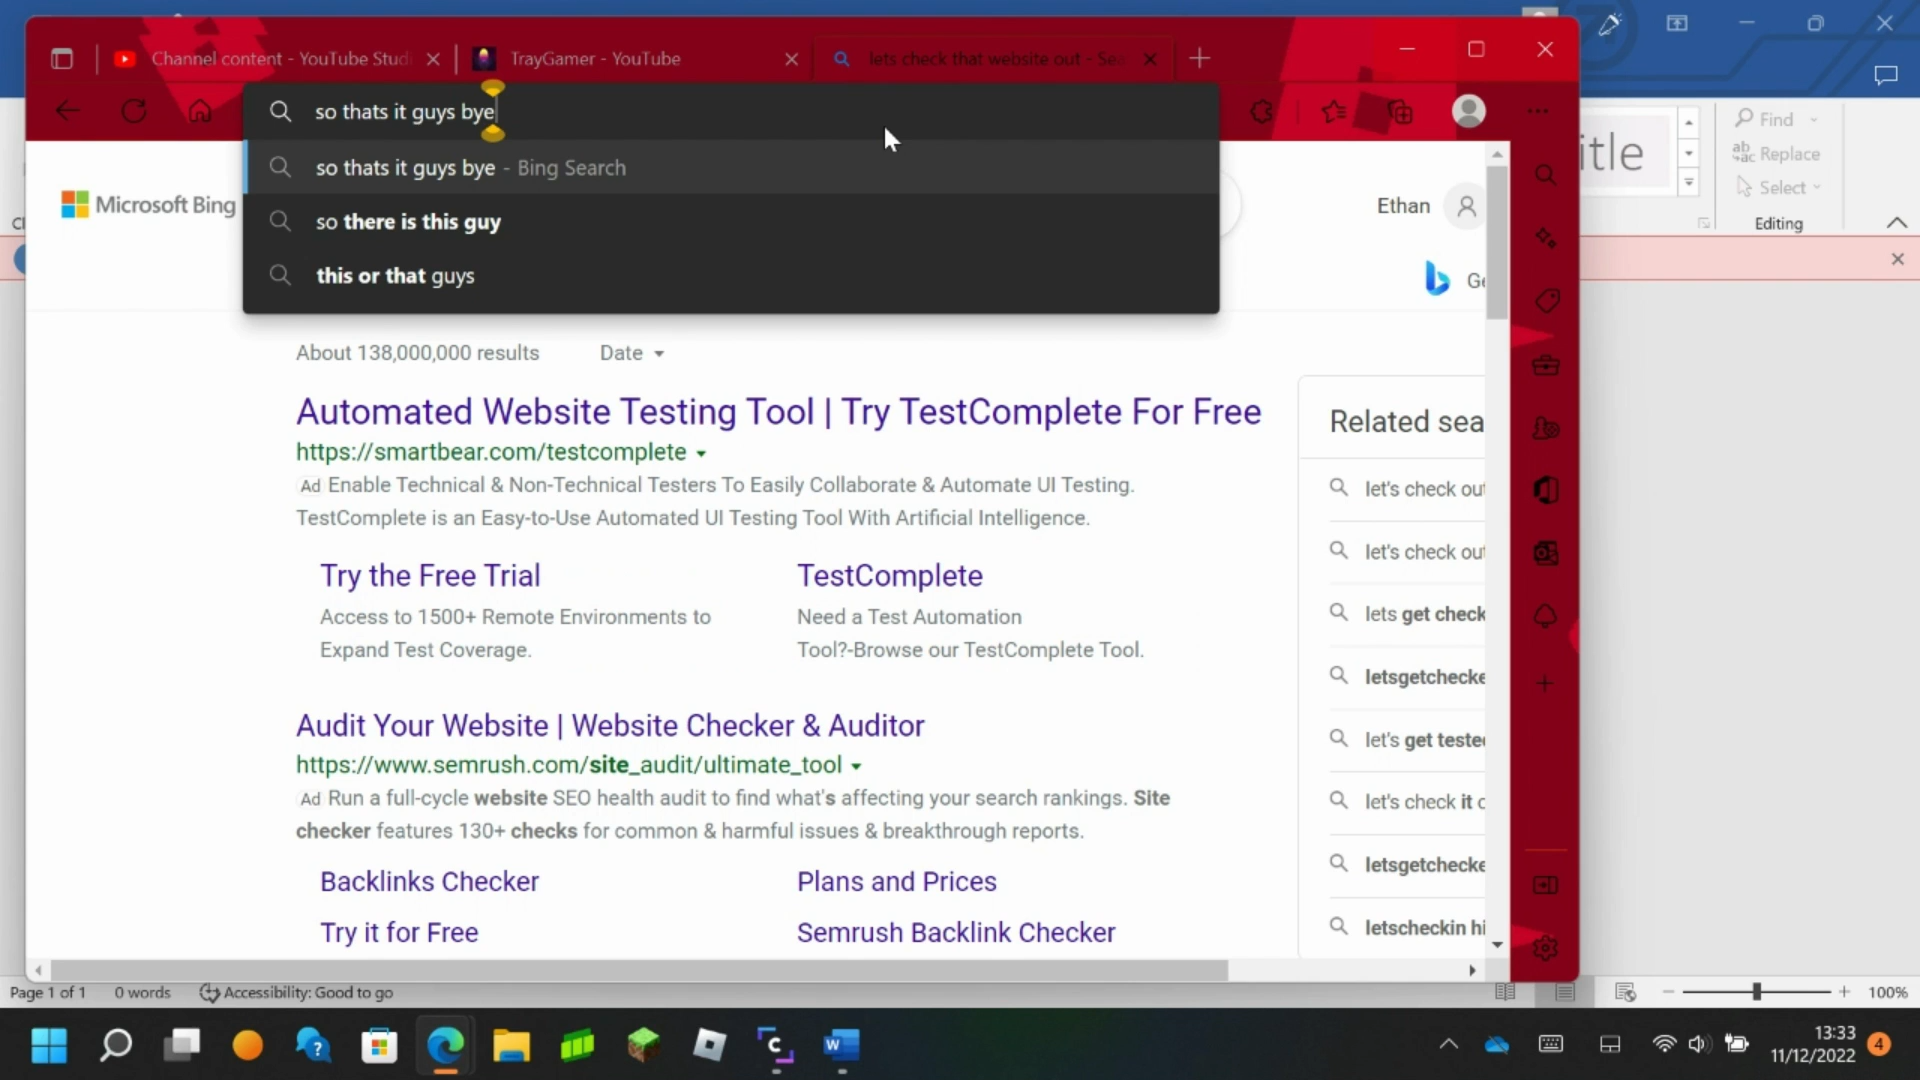 Channel content - YouTube Studi
TrayGamer - YouTube
lets check that website out - Sea
so thats it guys bye
so thats it guys bye - Bing Search
so there is this guy
this or that guys
Microsoft Bing
Ethan
Ge
itle
Find
Replace
Select
Editing
Cl
About 138,000,000 results
Date
Automated Website Testing Tool | Try TestComplete For Free
https://smartbear.com/testcomplete
Ad Enable Technical & Non-Technical Testers To Easily Collaborate & Automate UI Testing.
TestComplete is an Easy-to-Use Automated UI Testing Tool With Artificial Intelligence.
Try the Free Trial
Access to 1500+ Remote Environments to
Expand Test Coverage.
TestComplete
Need a Test Automation
Tool?-Browse our TestComplete Tool.
Audit Your Website | Website Checker & Auditor
https://www.semrush.com/site_audit/ultimate_tool
Ad Run a full-cycle website SEO health audit to find what's affecting your search rankings. Site
checker features 130+ checks for common & harmful issues & breakthrough reports.
Backlinks Checker
Plans and Prices
Try it for Free
Semrush Backlink Checker
Related sea
let's check out
let's check out
lets get check
letsgetchecke
let's get tested
let's check it o
letsgetchecke
letscheckin hi
Page 1 of 1
0 words
Accessibility: Good to go
100%
13:33
11/12/2022
4